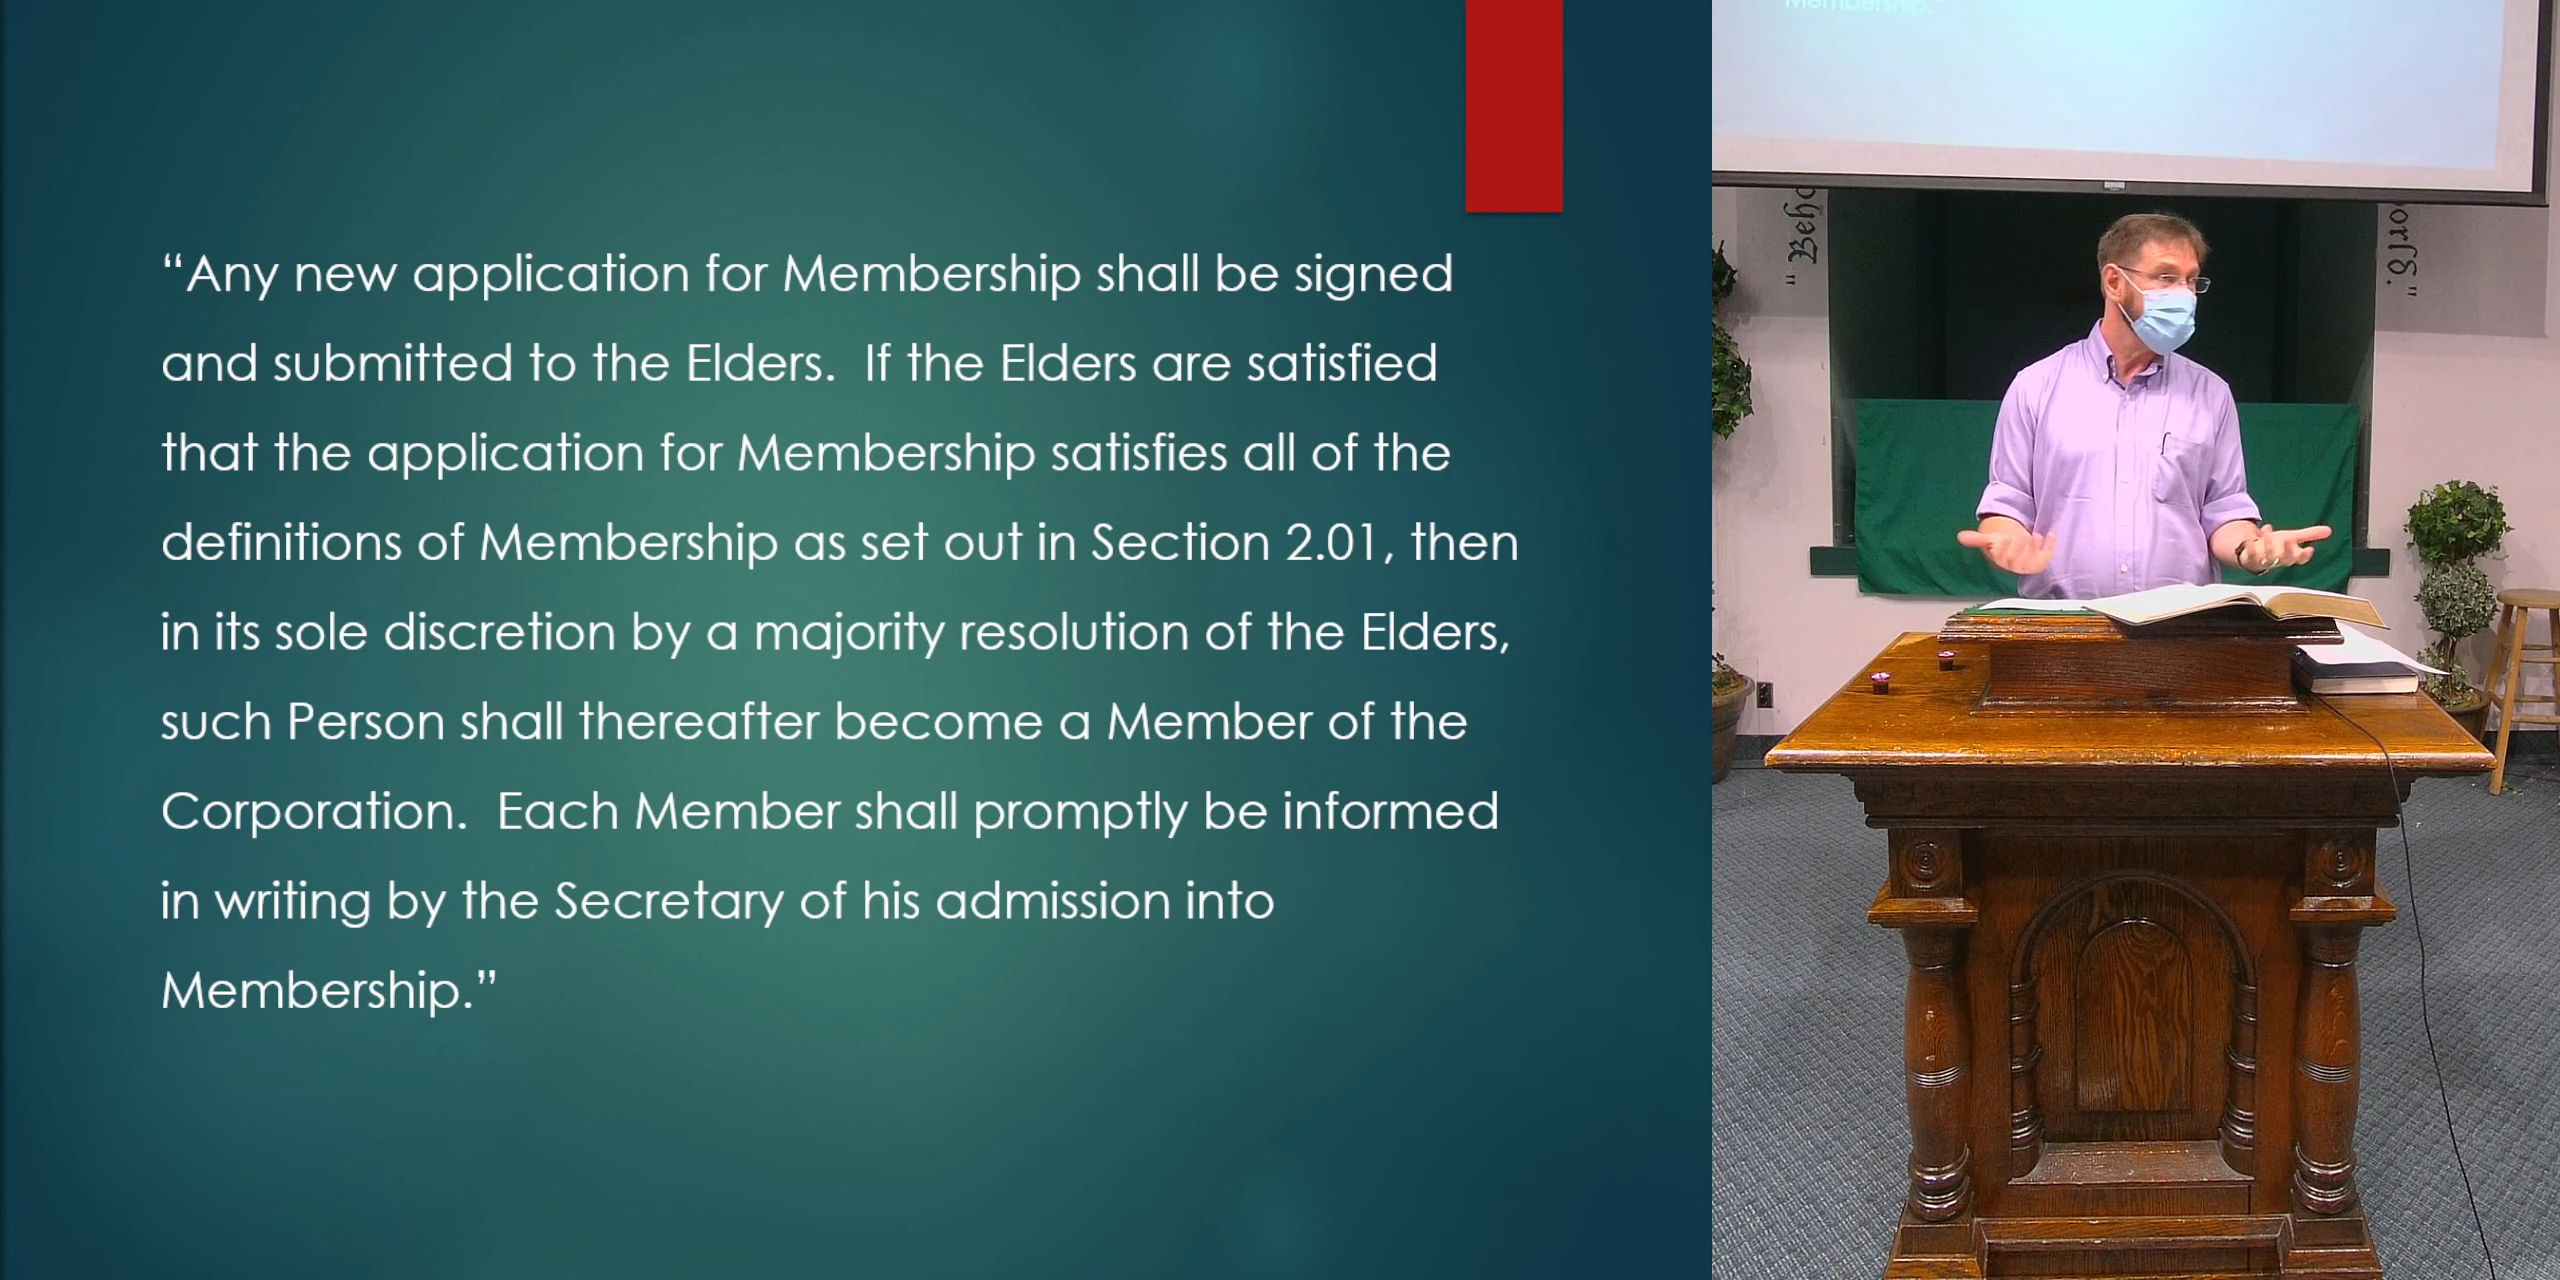 “Any new application for Membership shall be signed
and submitted to the Elders.  If the Elders are satisfied
that the application for Membership satisfies all of the
definitions of Membership as set out in Section 2.01, then
in its sole discretion by a majority resolution of the Elders,
such Person shall thereafter become a Member of the
Corporation.  Each Member shall promptly be informed
in writing by the Secretary of his admission into
Membership.”
Membership.”
"Beho
orld."